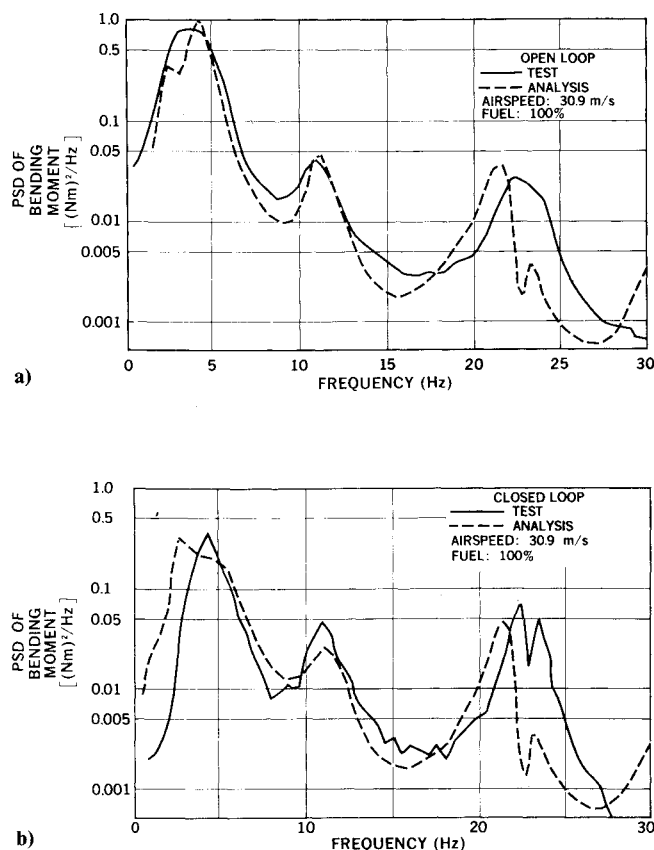 1.0
0.5
0.1
0.05
0.01
0.005
0.001
PSD OF
BENDING
MOMENT
[(Nm)²/Hz]
OPEN LOOP
TEST
ANALYSIS
AIRSPEED: 30.9 m/s
FUEL: 100%
0 5 10 15 20 25 30
a)
FREQUENCY (Hz)
1.0
0.5
0.1
0.05
0.01
0.005
0.001
PSD OF
BENDING
MOMENT
[(Nm)²/Hz]
CLOSED LOOP
TEST
ANALYSIS
AIRSPEED: 30.9 m/s
FUEL: 100%
0 5 10 20 30
b)
FREQUENCY (Hz)